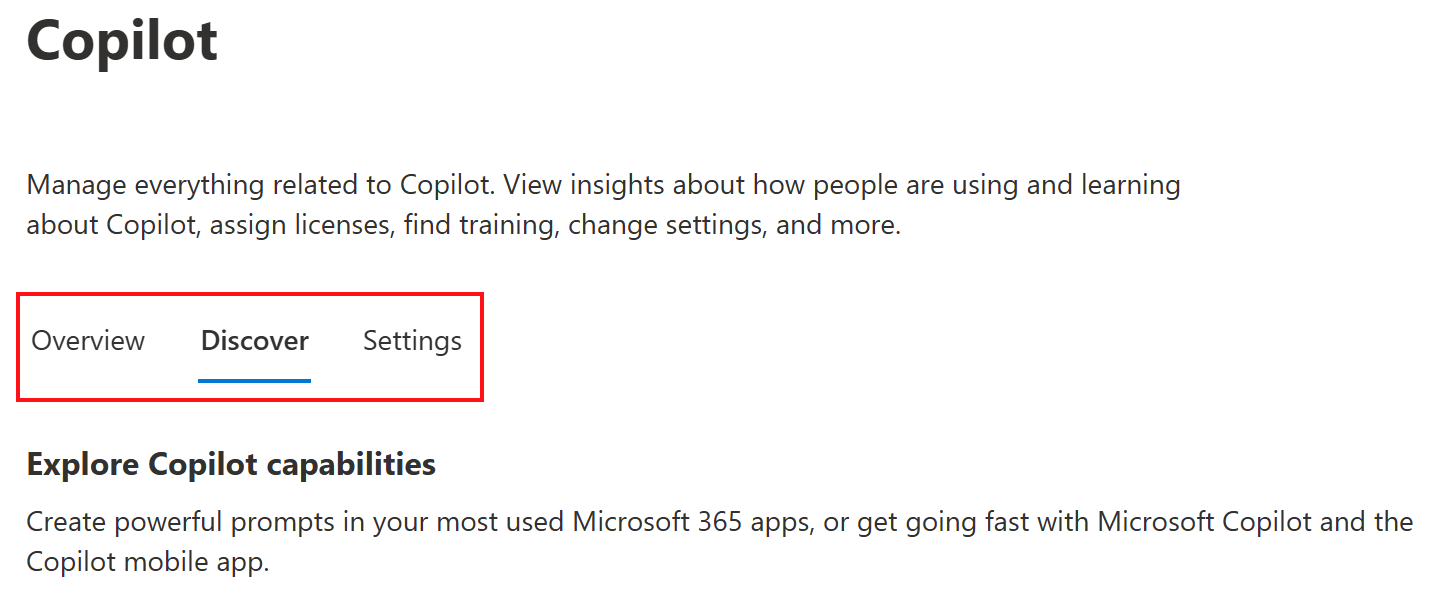 Copilot
Manage everything related to Copilot. View insights about how people are using and learning
about Copilot, assign licenses, find training, change settings, and more.
Overview Discover Settings
Explore Copilot capabilities
Create powerful prompts in your most used Microsoft 365 apps, or get going fast with Microsoft Copilot and the
Copilot mobile app.